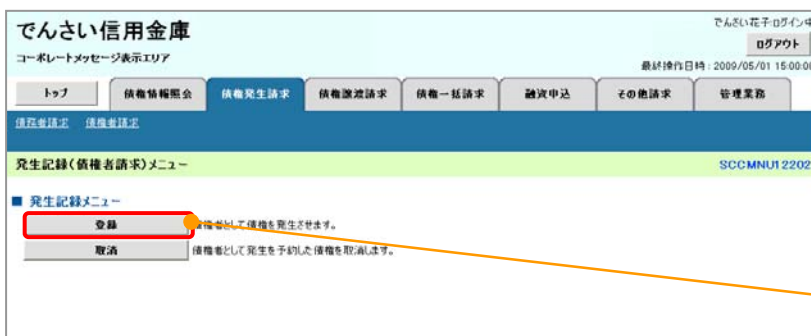 でんさい信用金庫
でんさい花子:ログイン中
ログアウト
コーポレートメッセージ表示エリア
最終操作日時:2009/05/01 15:00:00
トップ 債権情報照会 債権発生請求 債権譲渡請求 債権一括請求 融資申込 その他請求 管理業務
債務者請求 債権者請求
発生記録(債権者請求)メニュー SCCMNU12202
■ 発生記録メニュー
登録 債権者として債権を発生させます。
取消 債権者として発生を予約した債権を取消します。